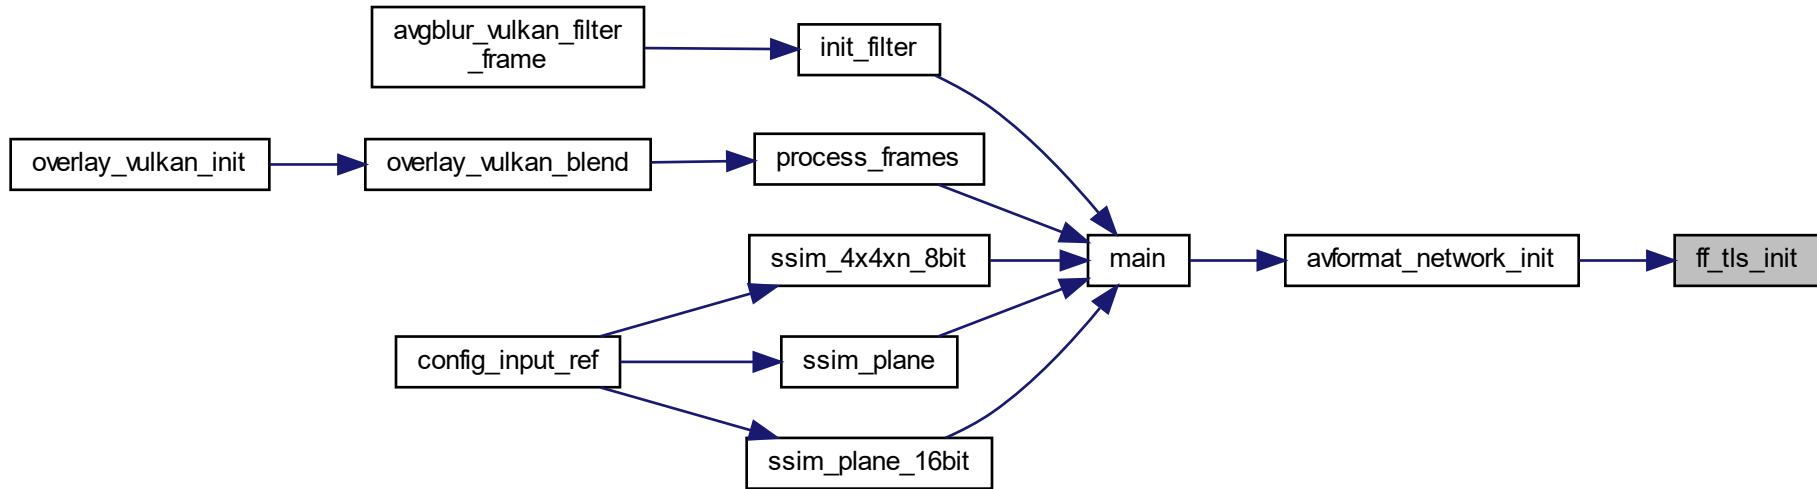 avgblur_vulkan_filter
_frame
init_filter
overlay_vulkan_init
overlay_vulkan_blend
process_frames
ssim_4x4xn_8bit
main
avformat_network_init
ff_tls_init
config_input_ref
ssim_plane
ssim_plane_16bit